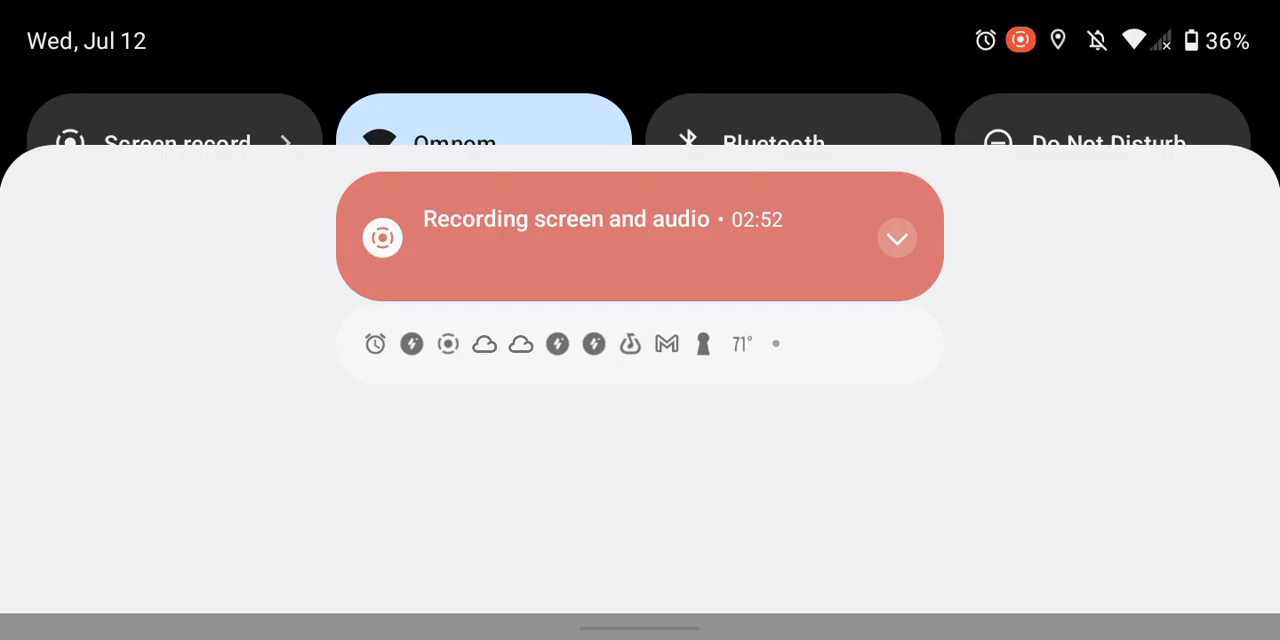 Wed, Jul 12
36%
Screen record
Omnom
Bluetooth
Do Not Disturb
Recording screen and audio • 02:52
71°